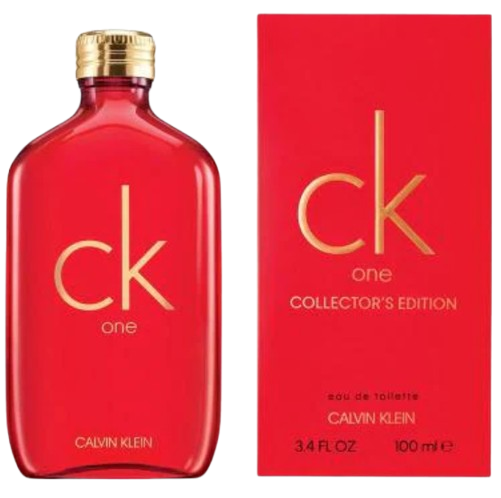 ck
one
CALVIN KLEIN
ck
one
COLLECTOR'S EDITION
eau de toilette
CALVIN KLEIN
3.4 FL OZ 100 ml ℮